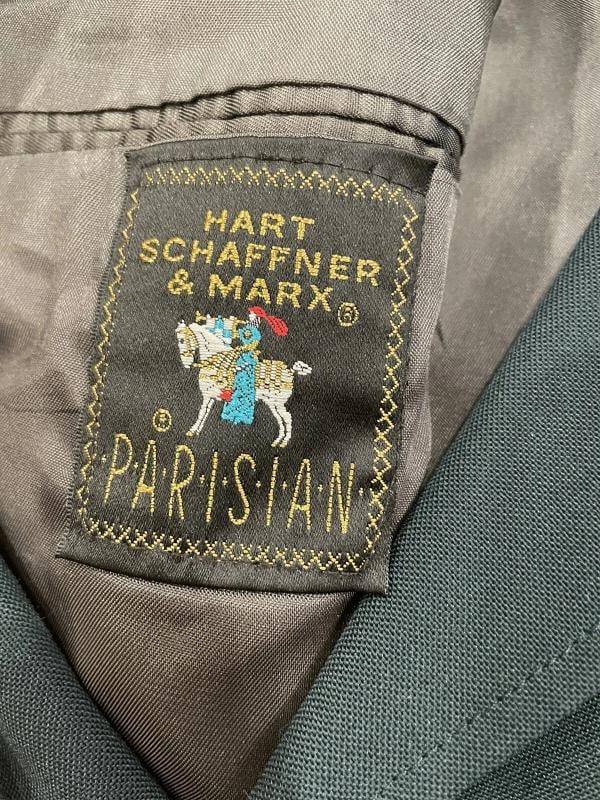 HART
SCHAFFNER
& MARX®
®
P·A·R·I·S·I·A·N